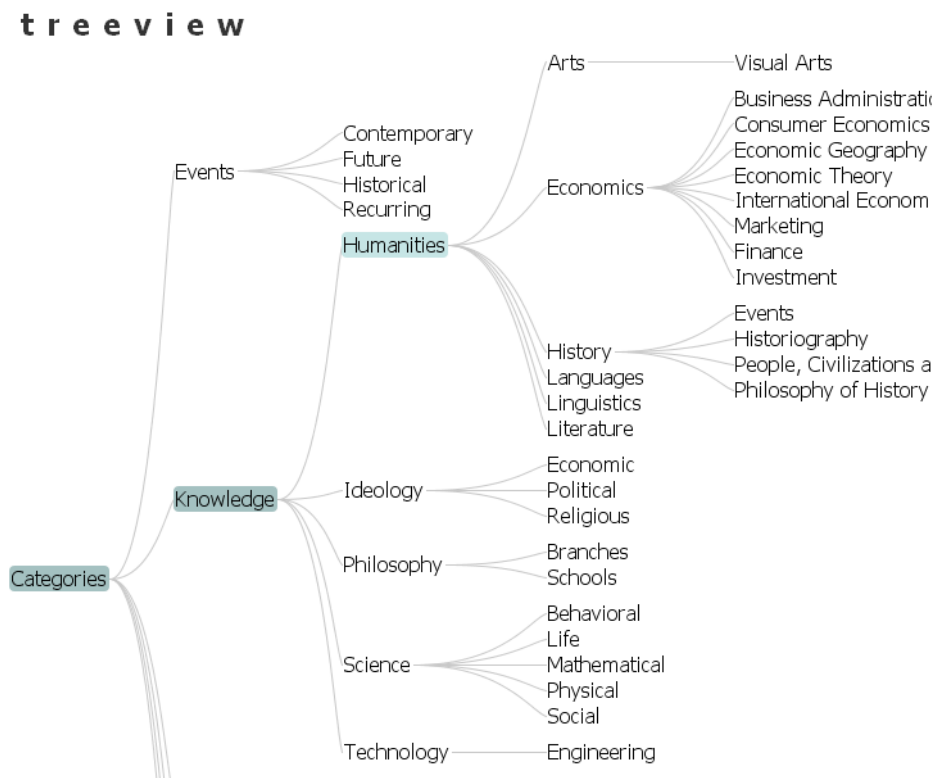 treeview
Arts
Visual Arts
Business Administratio
Consumer Economics
Economic Geography
Economic Theory
International Econom
Marketing
Finance
Investment
Economics
Contemporary
Future
Historical
Recurring
Events
Humanities
Events
Historiography
People, Civilizations a
Philosophy of History
History
Languages
Linguistics
Literature
Economic
Political
Religious
Ideology
Knowledge
Branches
Schools
Philosophy
Categories
Behavioral
Life
Mathematical
Physical
Social
Science
Technology
Engineering